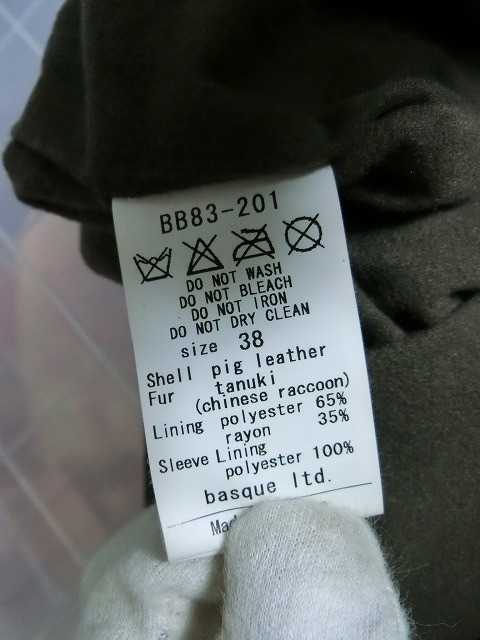 BB83-201
DO NOT WASH
DO NOT BLEACH
DO NOT IRON
DO NOT DRY CLEAN
size 38
Shell pig leather
Fur tanuki
(chinese raccoon)
Lining polyester 65%
rayon 35%
Sleeve Lining
polyester 100%
basque ltd.